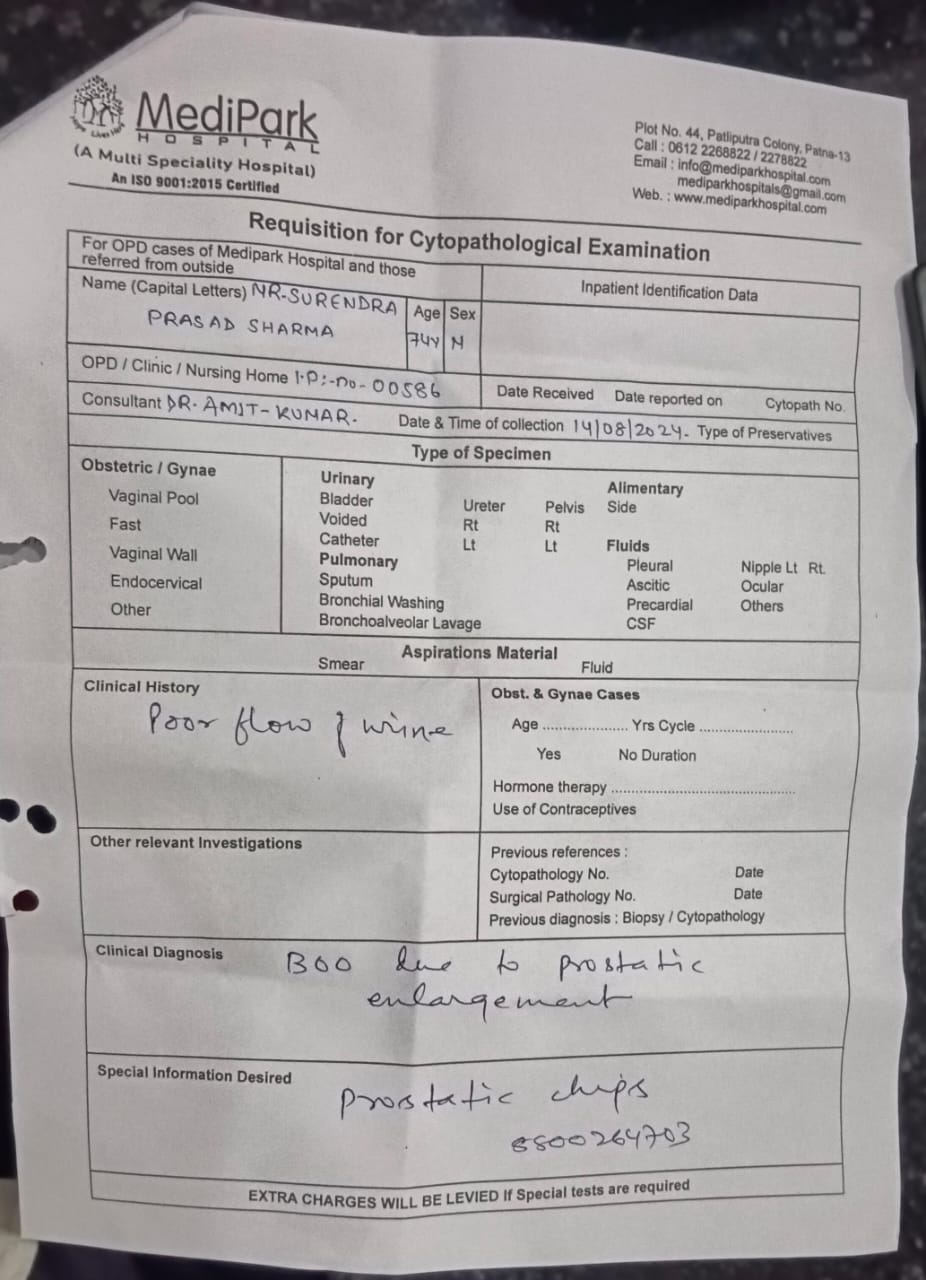 MediPark
HOSPITAL
(A Multi Speciality Hospital)
An ISO 9001:2015 Certified
Plot No. 44, Patliputra Colony, Patna-13
Call : 0612 2268822 / 2278822
Email : info@mediparkhospital.com
mediparkhospitals@gmail.com
Web. : www.mediparkhospital.com
Requisition for Cytopathological Examination
For OPD cases of Medipark Hospital and those
referred from outside
Inpatient Identification Data
Name (Capital Letters) MR-SURENDRA
PRASAD SHARMA
Age Sex
74Y M
OPD / Clinic / Nursing Home I.P:-no-00586
Date Received Date reported on Cytopath No.
Consultant DR. AMIT-KUMAR. Date & Time of collection 14/08/2024. Type of Preservatives
Type of Specimen
Obstetric / Gynae
Vaginal Pool
Fast
Vaginal Wall
Endocervical
Other
Urinary
Bladder Ureter Pelvis
Voided Rt Rt
Catheter Lt Lt
Pulmonary
Sputum
Bronchial Washing
Bronchoalveolar Lavage
Alimentary
Side
Fluids
Pleural Nipple Lt Rt.
Ascitic Ocular
Precardial Others
CSF
Aspirations Material
Smear Fluid
Clinical History
Poor flow of urine
Obst. & Gynae Cases
Age ..................... Yrs Cycle .......................
Yes No Duration
Hormone therapy .............................................
Use of Contraceptives
Other relevant Investigations
Previous references :
Cytopathology No. Date
Surgical Pathology No. Date
Previous diagnosis : Biopsy / Cytopathology
Clinical Diagnosis
BOO due to prostatic
enlargement
Special Information Desired
Prostatic chips
8800264703
EXTRA CHARGES WILL BE LEVIED If Special tests are required